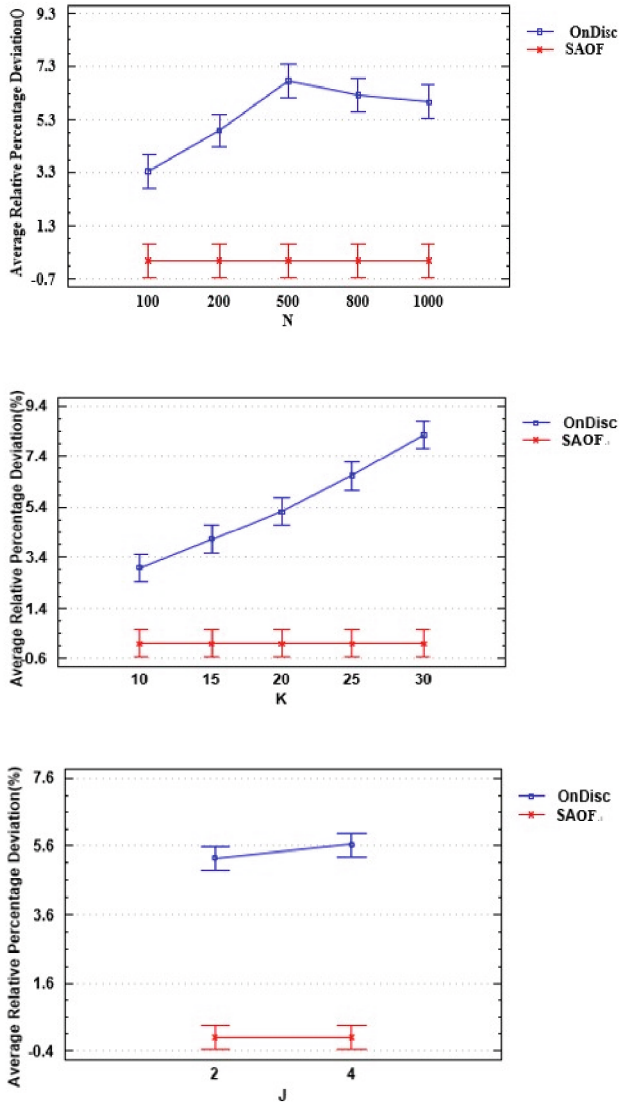 Average Relative Percentage Deviation()
9.3
7.3
5.3
3.3
1.3
-0.7
100 200 500 800 1000
N
OnDisc
SAOF
Average Relative Percentage Deviation(%)
9.4
7.4
5.4
3.4
1.4
-0.6
10 15 20 25 30
K
OnDisc
SAOF
Average Relative Percentage Deviation(%)
7.6
5.6
3.6
1.6
-0.4
2 4
J
OnDisc
SAOF